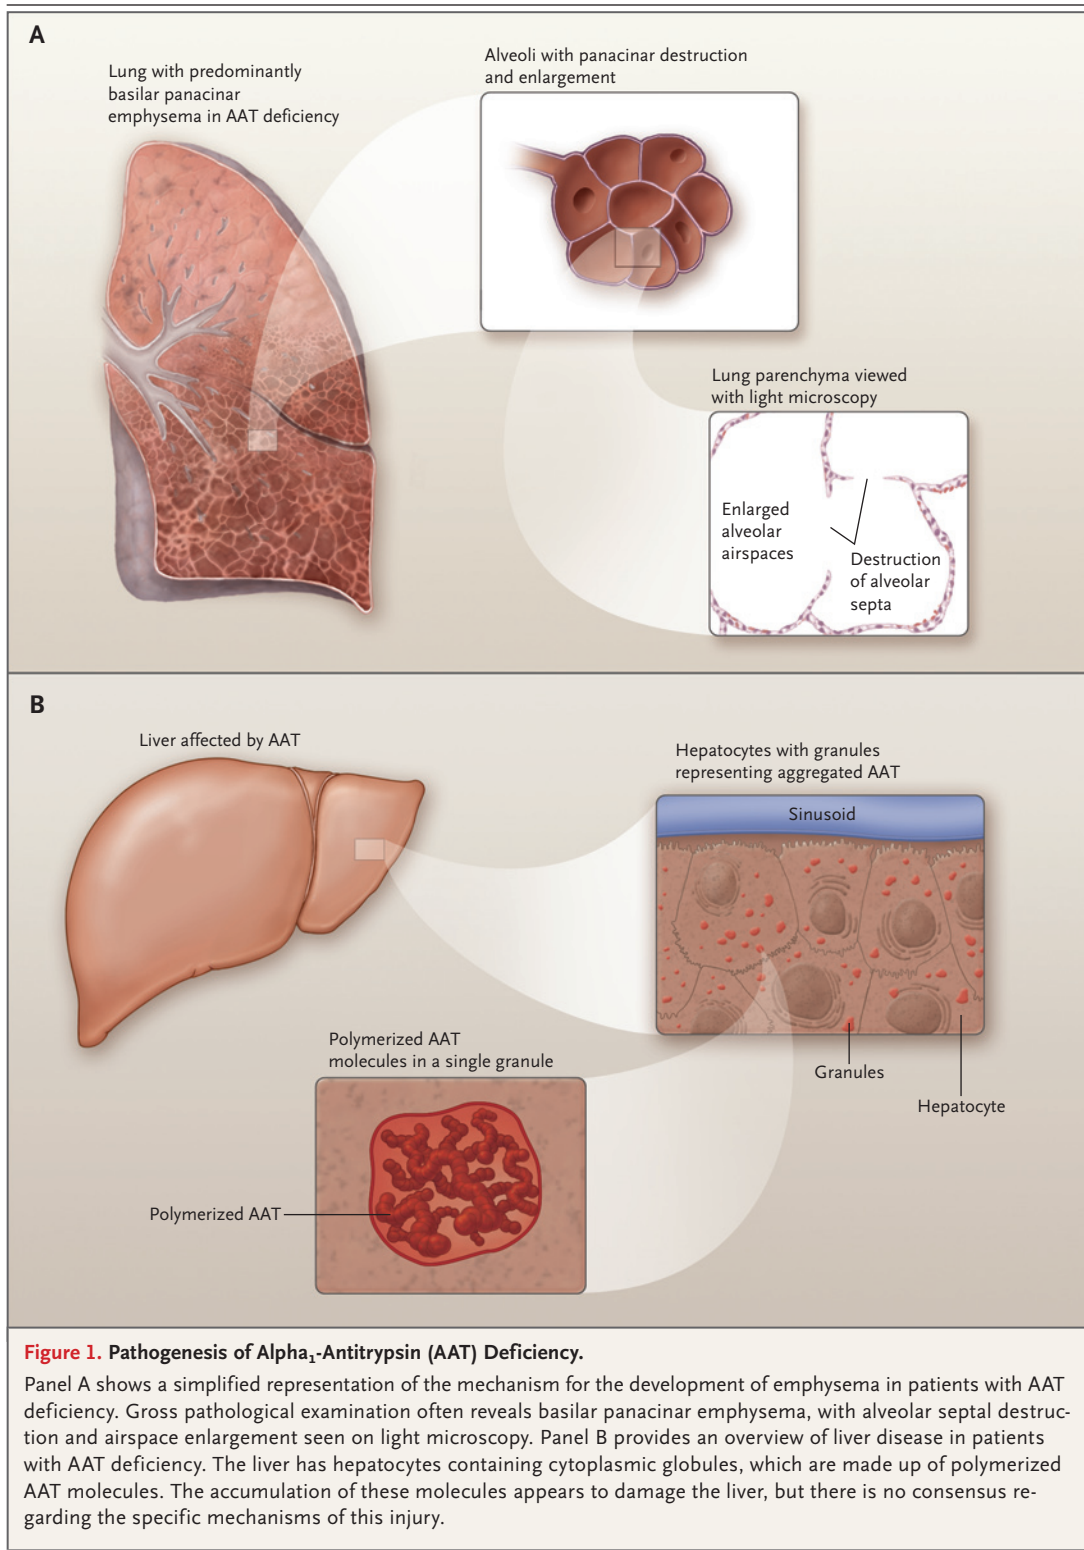 A
Lung with predominantly
basilar panacinar
emphysema in AAT deficiency
Alveoli with panacinar destruction
and enlargement
Lung parenchyma viewed
with light microscopy
Enlarged
alveolar
airspaces
Destruction
of alveolar
septa
B
Liver affected by AAT
Hepatocytes with granules
representing aggregated AAT
Sinusoid
Granules
Hepatocyte
Polymerized AAT
molecules in a single granule
Polymerized AAT
Figure 1. Pathogenesis of Alpha₁-Antitrypsin (AAT) Deficiency.
Panel A shows a simplified representation of the mechanism for the development of emphysema in patients with AAT
deficiency. Gross pathological examination often reveals basilar panacinar emphysema, with alveolar septal destruc-
tion and airspace enlargement seen on light microscopy. Panel B provides an overview of liver disease in patients
with AAT deficiency. The liver has hepatocytes containing cytoplasmic globules, which are made up of polymerized
AAT molecules. The accumulation of these molecules appears to damage the liver, but there is no consensus re-
garding the specific mechanisms of this injury.